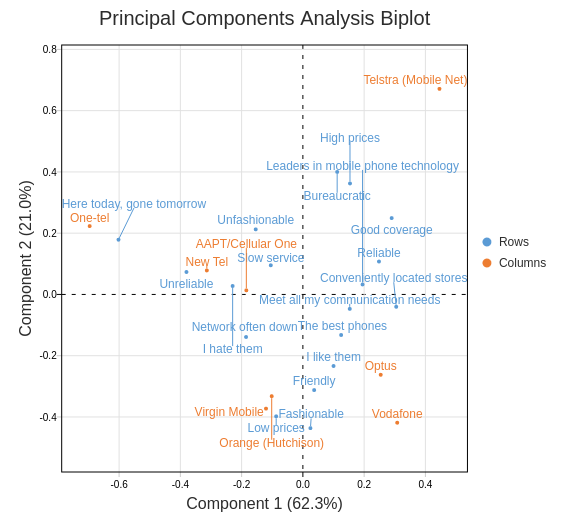 Principal Components Analysis Biplot
0.8
Telstra (Mobile Net)
0.6
High prices
Leaders in mobile phone technology
0.4
Bureaucratic
Here today, gone tomorrow
One-tel
Unfashionable
Good coverage
0.2
AAPT/Cellular One
Reliable
Slow service
New Tel
Unreliable
Conveniently located stores
0.0
Meet all my communication needs
Network often down
The best phones
I hate them
I like them
-0.2
Optus
Friendly
Virgin Mobile
Fashionable
Vodafone
-0.4
Low prices
Orange (Hutchison)
-0.6
-0.4
-0.2
0.0
0.2
0.4
Component 1 (62.3%)
Component 2 (21.0%)
Rows
Columns